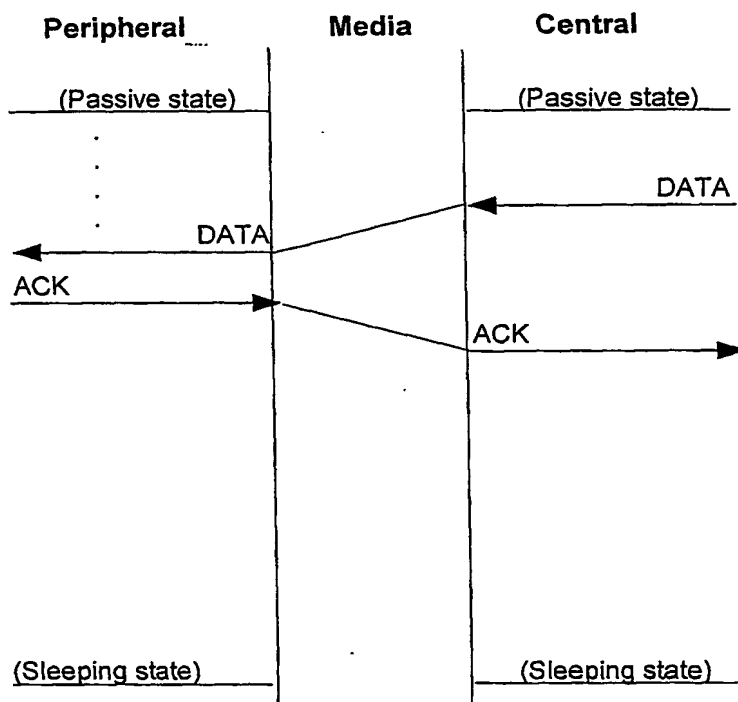 Peripheral Media Central
(Passive state) (Passive state)
DATA
DATA
ACK
ACK
(Sleeping state) (Sleeping state)